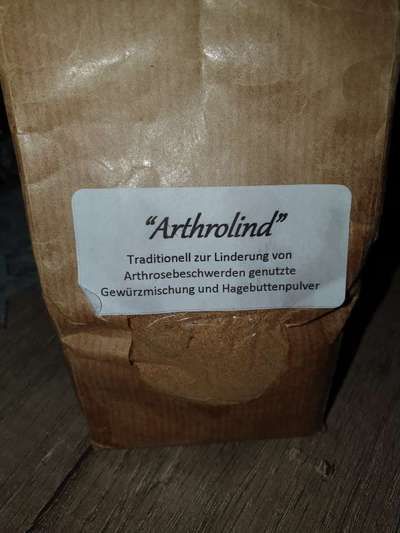 "Arthrolind"
Traditionell zur Linderung von
Arthrosebeschwerden genutzte
Gewürzmischung und Hagebuttenpulver